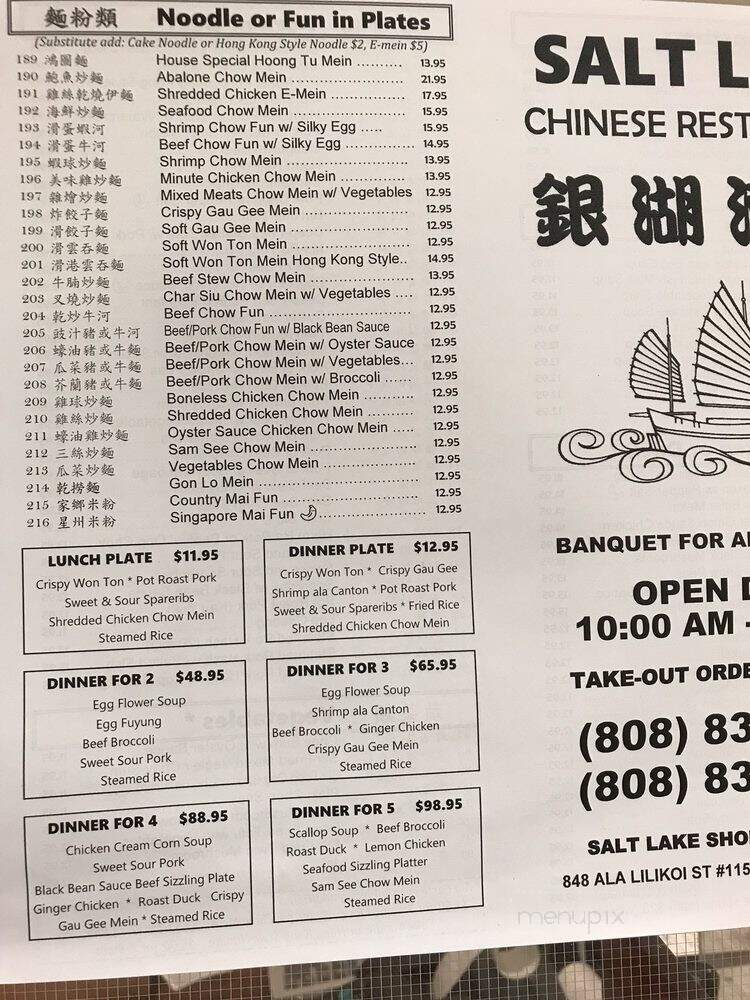 麵粉類 Noodle or Fun in Plates
(Substitute add: Cake Noodle or Hong Kong Style Noodle $2, E-mein $5)
189 鴻圖麵 House Special Hoong Tu Mein .......... 13.95
190 鮑魚炒麵 Abalone Chow Mein ........................ 21.95
191 雞絲乾燒伊麵 Shredded Chicken E-Mein ................ 17.95
192 海鮮炒麵 Seafood Chow Mein ........................ 15.95
193 滑蛋蝦河 Shrimp Chow Fun w/ Silky Egg ..... 15.95
194 滑蛋牛河 Beef Chow Fun w/ Silky Egg ............... 14.95
195 蝦球炒麵 Shrimp Chow Mein ........................... 13.95
196 美味雞炒麵 Minute Chicken Chow Mein ............... 13.95
197 雜燴炒麵 Mixed Meats Chow Mein w/ Vegetables 12.95
198 炸餃子麵 Crispy Gau Gee Mein ........................ 12.95
199 滑餃子麵 Soft Gau Gee Mein ........................... 12.95
200 滑雲吞麵 Soft Won Ton Mein ........................... 12.95
201 滑港雲吞麵 Soft Won Ton Mein Hong Kong Style.. 14.95
202 牛腩炒麵 Beef Stew Chow Mein ...................... 13.95
203 叉燒炒麵 Char Siu Chow Mein w/ Vegetables .... 12.95
204 乾炒牛河 Beef Chow Fun ................................ 12.95
205 豉汁豬或牛河 Beef/Pork Chow Fun w/ Black Bean Sauce 12.95
206 蠔油豬或牛麵 Beef/Pork Chow Mein w/ Oyster Sauce 12.95
207 瓜菜豬或牛麵 Beef/Pork Chow Mein w/ Vegetables... 12.95
208 芥蘭豬或牛麵 Beef/Pork Chow Mein w/ Broccoli ...... 12.95
209 雞球炒麵 Boneless Chicken Chow Mein ............ 12.95
210 雞絲炒麵 Shredded Chicken Chow Mein .......... 12.95
211 蠔油雞炒麵 Oyster Sauce Chicken Chow Mein ..... 12.95
212 三絲炒麵 Sam See Chow Mein ........................ 12.95
213 瓜菜炒麵 Vegetables Chow Mein ..................... 12.95
214 乾撈麵 Gon Lo Mein .................................. 12.95
215 家鄉米粉 Country Mai Fun .............................. 12.95
216 星州米粉 Singapore Mai Fun ........................ 12.95
LUNCH PLATE $11.95
Crispy Won Ton * Pot Roast Pork
Sweet & Sour Spareribs
Shredded Chicken Chow Mein
Steamed Rice
DINNER PLATE $12.95
Crispy Won Ton * Crispy Gau Gee
Shrimp ala Canton * Pot Roast Pork
Sweet & Sour Spareribs * Fried Rice
Shredded Chicken Chow Mein
DINNER FOR 2 $48.95
Egg Flower Soup
Egg Fuyung
Beef Broccoli
Sweet Sour Pork
Steamed Rice
DINNER FOR 3 $65.95
Egg Flower Soup
Shrimp ala Canton
Beef Broccoli * Ginger Chicken
Crispy Gau Gee Mein
Steamed Rice
DINNER FOR 4 $88.95
Chicken Cream Corn Soup
Sweet Sour Pork
Black Bean Sauce Beef Sizzling Plate
Ginger Chicken * Roast Duck Crispy
Gau Gee Mein * Steamed Rice
DINNER FOR 5 $98.95
Scallop Soup * Beef Broccoli
Roast Duck * Lemon Chicken
Seafood Sizzling Platter
Sam See Chow Mein
Steamed Rice
SALT L
CHINESE REST
銀湖
BANQUET FOR
OPEN
10:00 AM -
TAKE-OUT ORDE
(808) 83
(808) 83
SALT LAKE SHO
848 ALA LILIKOI ST #115
menupix